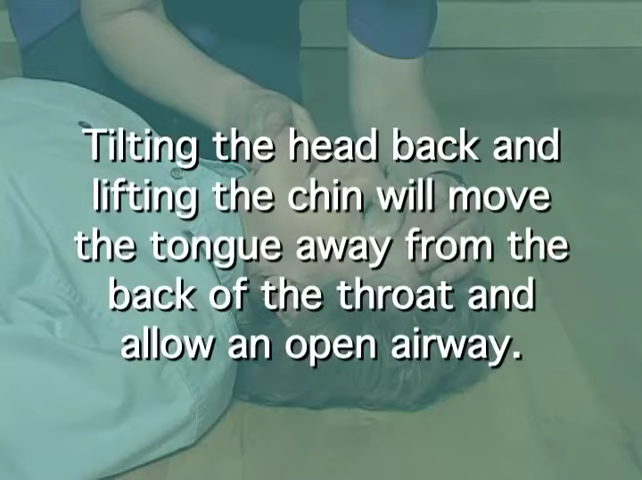 Tilting the head back and
lifting the chin will move
the tongue away from the
back of the throat and
allow an open airway.